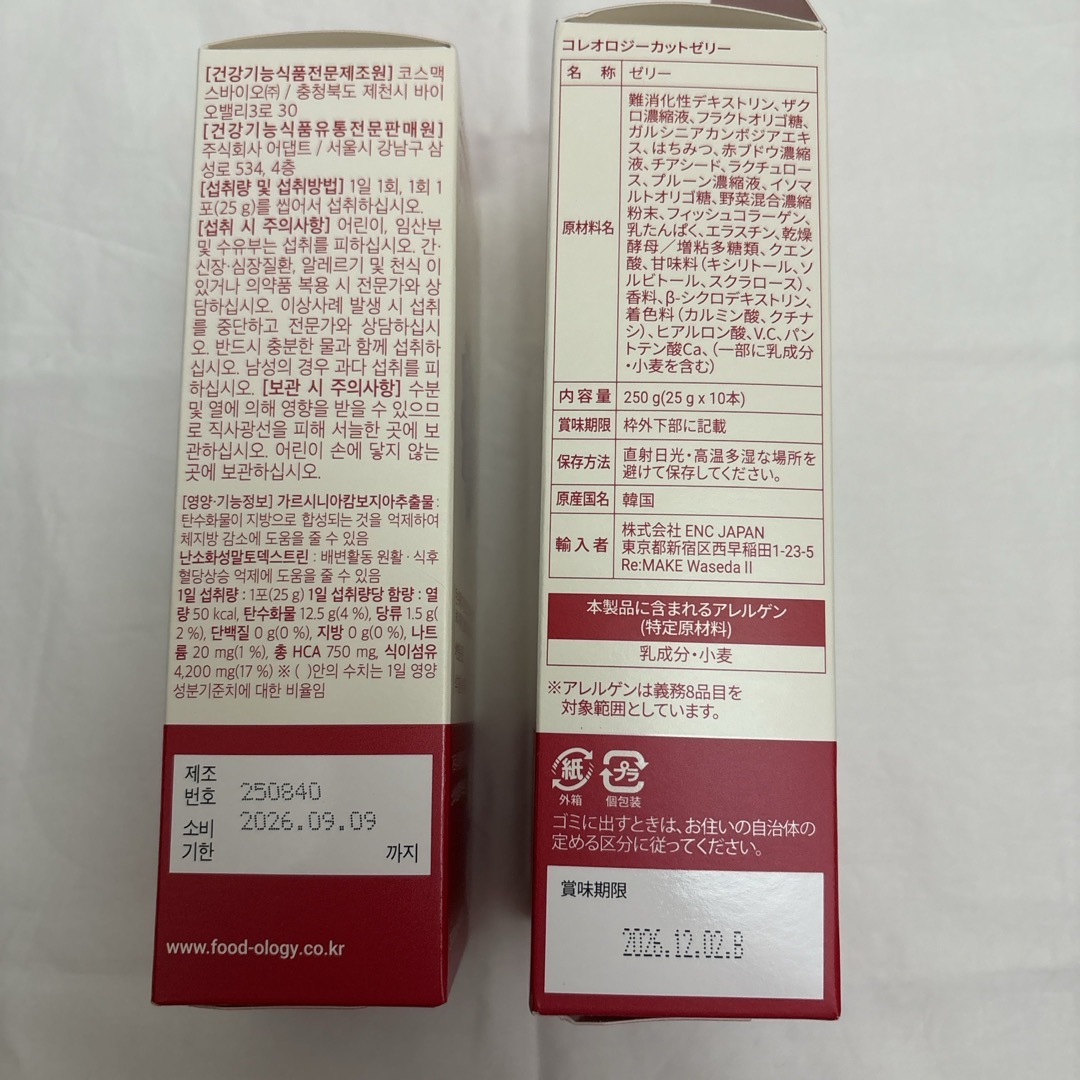 [건강기능식품전문제조원] 코스맥
스바이오㈜ / 충청북도 제천시 바이
오밸리3로 30
[건강기능식품유통전문판매원]
주식회사 어댑트 / 서울시 강남구 삼
성로 534, 4층
[섭취량 및 섭취방법] 1일 1회, 1회 1
포(25 g)를 씹어서 섭취하십시오.
[섭취 시 주의사항] 어린이, 임산부
및 수유부는 섭취를 피하십시오. 간·
신장·심장질환, 알레르기 및 천식 이
있거나 의약품 복용 시 전문가와 상
담하십시오. 이상사례 발생 시 섭취
를 중단하고 전문가와 상담하십시
오. 반드시 충분한 물과 함께 섭취하
십시오. 남성의 경우 과다 섭취를 피
하십시오. [보관 시 주의사항] 수분
및 열에 의해 영향을 받을 수 있으므
로 직사광선을 피해 서늘한 곳에 보
관하십시오. 어린이 손에 닿지 않는
곳에 보관하십시오.
[영양·기능정보] 가르시니아캄보지아추출물 :
탄수화물이 지방으로 합성되는 것을 억제하여
체지방 감소에 도움을 줄 수 있음
난소화성말토덱스트린 : 배변활동 원활 · 식후
혈당상승 억제에 도움을 줄 수 있음
1일 섭취량 : 1포(25 g) 1일 섭취량당 함량 : 열
량 50 kcal, 탄수화물 12.5 g(4 %), 당류 1.5 g(
2 %), 단백질 0 g(0 %), 지방 0 g(0 %), 나트
륨 20 mg(1 %), 총 HCA 750 mg, 식이섬유
4,200 mg(17 %) ※ ( )안의 수치는 1일 영양
성분기준치에 대한 비율임
제조
번호 250840
소비 2026.09.09
기한 까지
www.food-ology.co.kr
コレオロジーカットゼリー
名 称 ゼリー
原材料名 難消化性デキストリン、ザク
ロ濃縮液、フラクトオリゴ糖、
ガルシニアカンボジアエキ
ス、はちみつ、赤ブドウ濃縮
液、チアシード、ラクチュロー
ス、プルーン濃縮液、イソマ
ルトオリゴ糖、野菜混合濃縮
粉末、フィッシュコラーゲン、
乳たんぱく、エラスチン、乾燥
酵母／増粘多糖類、クエン
酸、甘味料（キシリトール、ソ
ルビトール、スクラロース）、
香料、β-シクロデキストリン、
着色料（カルミン酸、クチナ
シ）、ヒアルロン酸、V.C、パン
トテン酸Ca、（一部に乳成分
・小麦を含む）
内容量 250 g(25 g x 10本)
賞味期限 枠外下部に記載
保存方法 直射日光・高温多湿な場所を
避けて保存してください。
原産国名 韓国
輸入者 株式会社 ENC JAPAN
東京都新宿区西早稲田1-23-5
Re:MAKE Waseda II
本製品に含まれるアレルゲン
(特定原材料)
乳成分・小麦
※アレルゲンは義務8品目を
対象範囲としています。
紙 プラ
外箱 個包装
ゴミに出すときは、お住いの自治体の
定める区分に従ってください。
賞味期限
2026.12.02.B